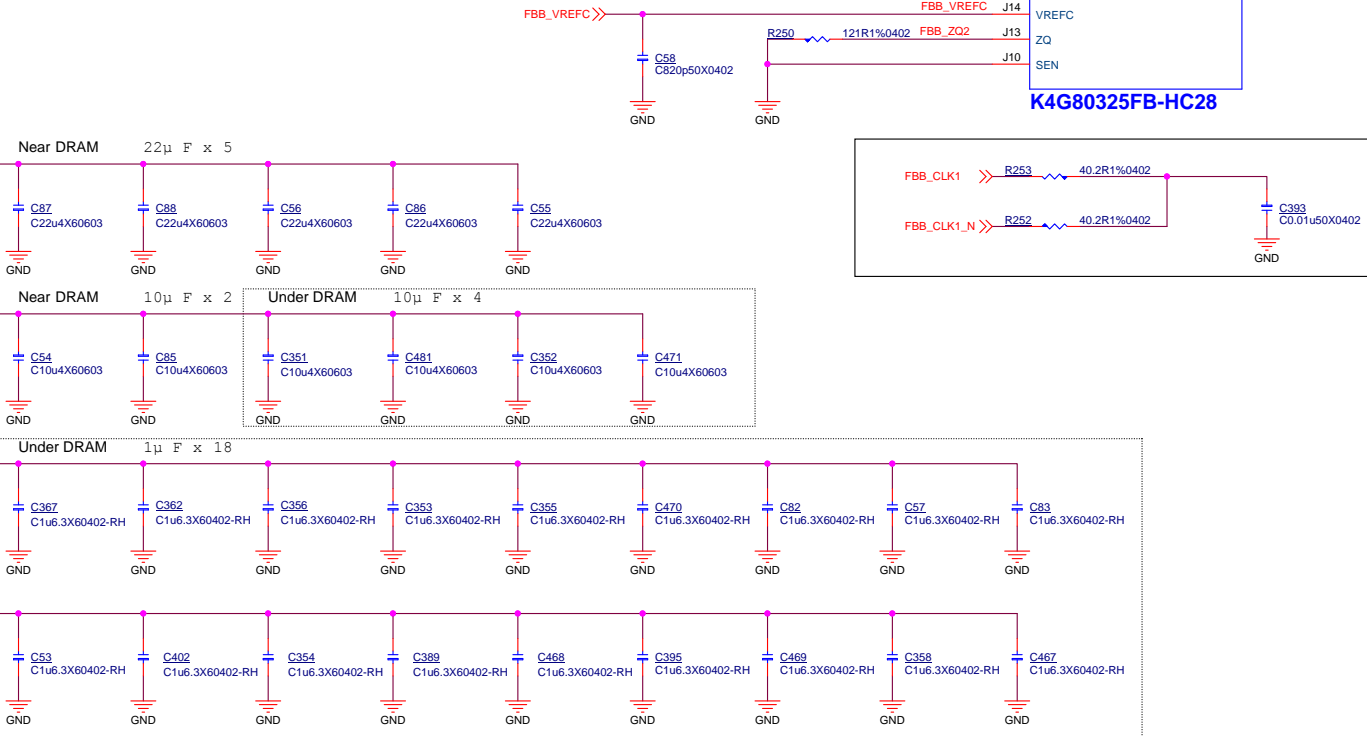 FBB_VREFC
FBB_VREFC J14 VREFC
R250 121R1%0402 FBB_ZQ2 J13 ZQ
J10 SEN
C58
C820p50X0402
GND GND
K4G80325FB-HC28
Near DRAM 22µ F x 5
C87 C88 C56 C86 C55
C22u4X60603 C22u4X60603 C22u4X60603 C22u4X60603 C22u4X60603
GND GND GND GND GND
FBB_CLK1 R253 40.2R1%0402
FBB_CLK1_N R252 40.2R1%0402
C393
C0.01u50X0402
GND
Near DRAM 10µ F x 2 Under DRAM 10µ F x 4
C54 C85 C351 C481 C352 C471
C10u4X60603 C10u4X60603 C10u4X60603 C10u4X60603 C10u4X60603 C10u4X60603
GND GND GND GND GND GND
Under DRAM 1µ F x 18
C367 C362 C356 C353 C355 C470 C82 C57 C83
C1u6.3X60402-RH C1u6.3X60402-RH C1u6.3X60402-RH C1u6.3X60402-RH C1u6.3X60402-RH C1u6.3X60402-RH C1u6.3X60402-RH C1u6.3X60402-RH C1u6.3X60402-RH
GND GND GND GND GND GND GND GND GND
C53 C402 C354 C389 C468 C395 C469 C358 C467
C1u6.3X60402-RH C1u6.3X60402-RH C1u6.3X60402-RH C1u6.3X60402-RH C1u6.3X60402-RH C1u6.3X60402-RH C1u6.3X60402-RH C1u6.3X60402-RH C1u6.3X60402-RH
GND GND GND GND GND GND GND GND GND